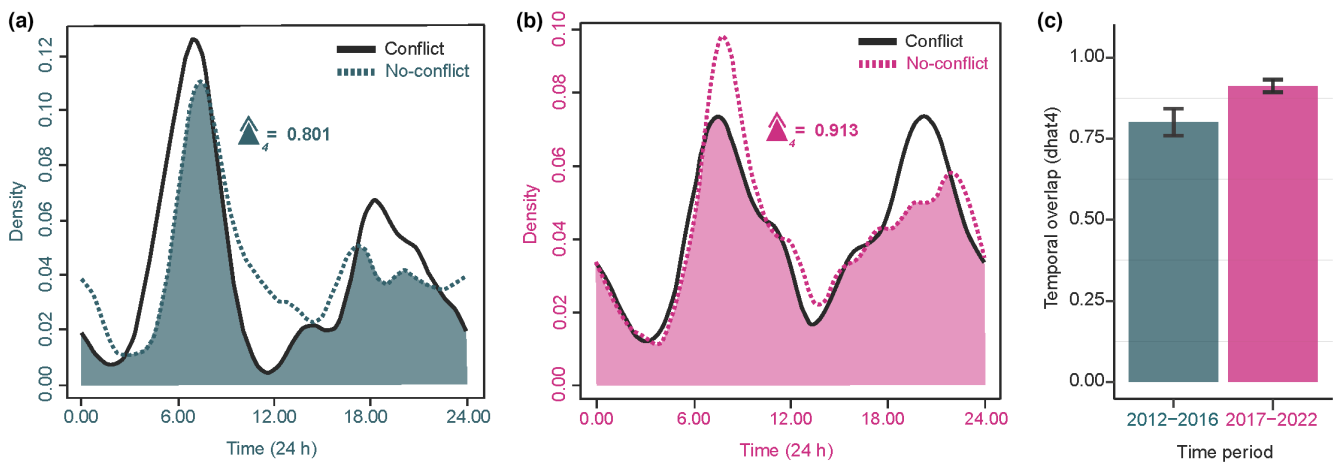 (a)
Density
0.12
0.10
0.08
0.06
0.04
0.02
0.00
Conflict
No-conflict
4 = 0.801
0.00 6.00 12.00 18.00 24.00
Time (24 h)
(b)
Density
0.10
0.08
0.06
0.04
0.02
0.00
Conflict
No-conflict
4 = 0.913
0.00 6.00 12.00 18.00 24.00
Time (24 h)
(c)
Temporal overlap (dhat4)
1.00
0.75
0.50
0.25
0.00
2012−2016 2017−2022
Time period